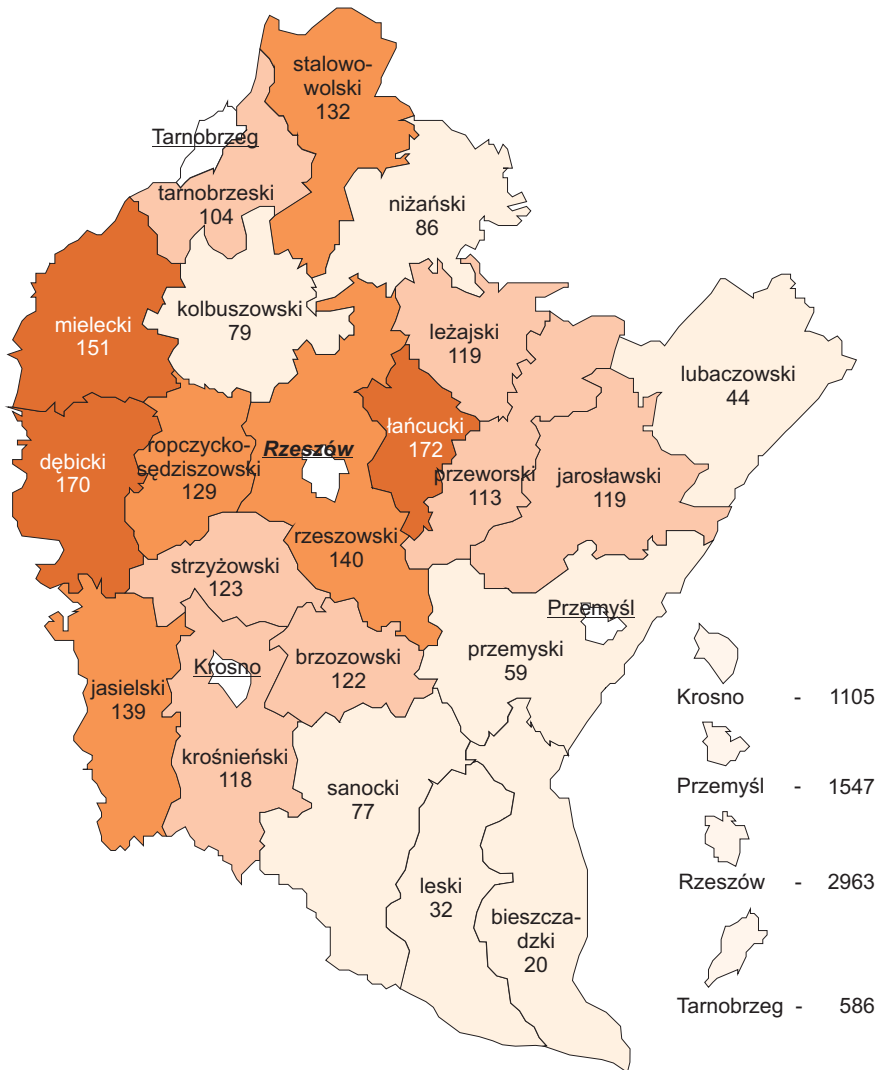 stalowo-
wolski
132
Tarnobrzeg
tarnobrzeski
104
niżański
86
kolbuszowski
79
mielecki
151
leżajski
119
lubaczowski
44
łańcucki
172
ropczycko-
sędziszowski
129
Rzeszów
dębicki
170
przeworski
113
jarosławski
119
rzeszowski
140
strzyżowski
123
Przemyśl
przemyski
59
Krosno
brzozowski
122
jasielski
139
krośnieński
118
sanocki
77
leski
32
bieszcza-
dzki
20
Krosno - 1105
Przemyśl - 1547
Rzeszów - 2963
Tarnobrzeg - 586